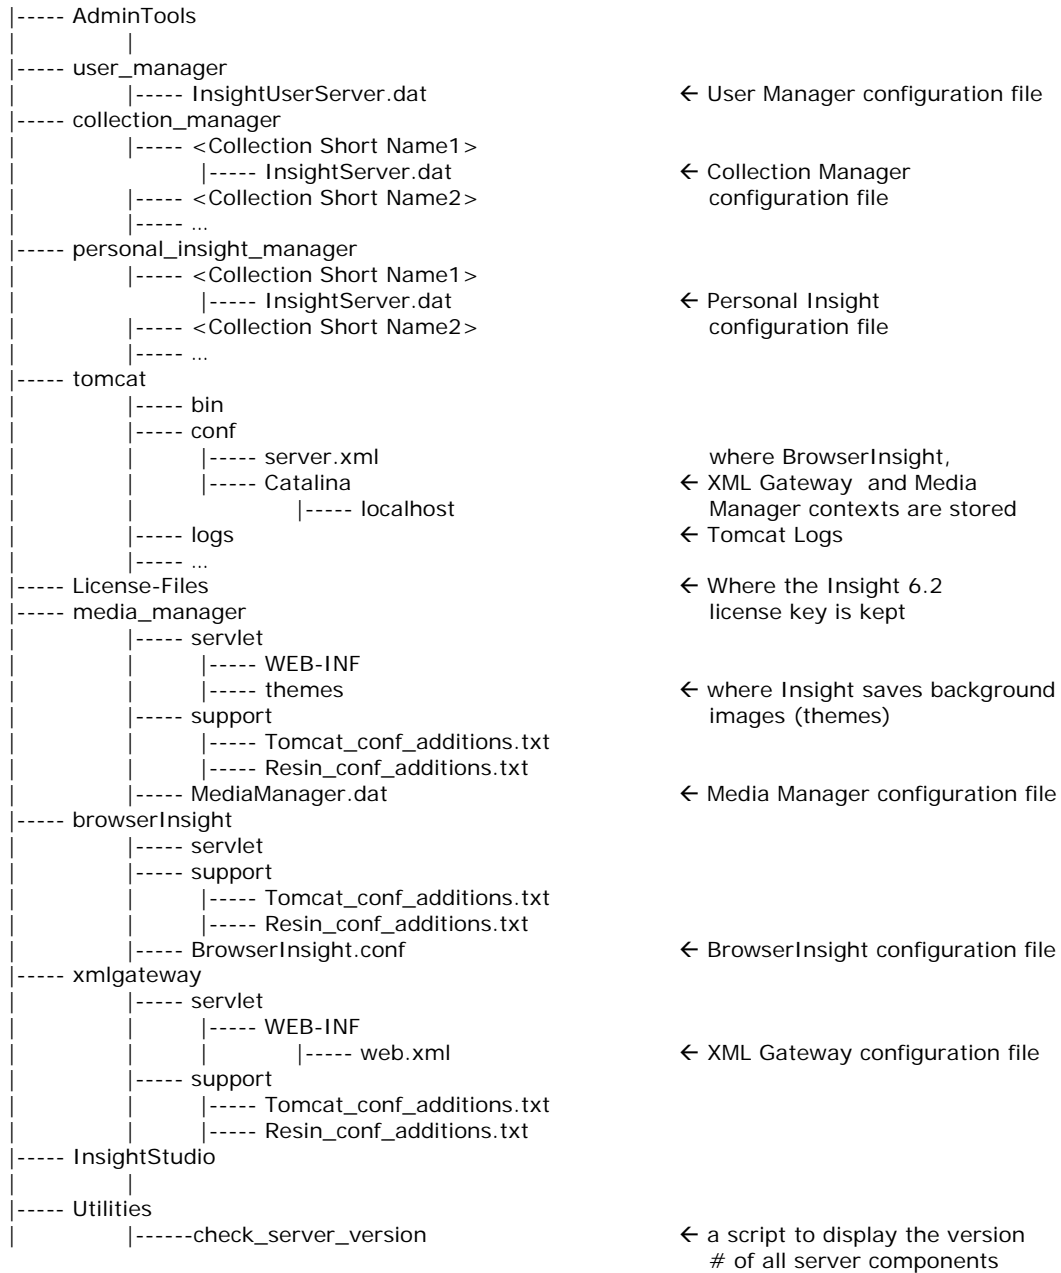 |----- AdminTools
|          |
|----- user_manager
|          |----- InsightUserServer.dat          ← User Manager configuration file
|----- collection_manager
|          |----- <Collection Short Name1>
|          |          |----- InsightServer.dat          ← Collection Manager
|          |----- <Collection Short Name2>          configuration file
|          |----- ...
|----- personal_insight_manager
|          |----- <Collection Short Name1>
|          |          |----- InsightServer.dat          ← Personal Insight
|          |----- <Collection Short Name2>          configuration file
|          |----- ...
|----- tomcat
|          |----- bin
|          |----- conf
|          |          |----- server.xml          where BrowserInsight,
|          |          |----- Catalina          ← XML Gateway  and Media
|          |                    |----- localhost          Manager contexts are stored
|          |----- logs          ← Tomcat Logs
|          |----- ...
|----- License-Files          ← Where the Insight 6.2
|----- media_manager          license key is kept
|          |----- servlet
|          |          |----- WEB-INF
|          |          |----- themes          ← where Insight saves background
|          |----- support          images (themes)
|          |          |----- Tomcat_conf_additions.txt
|          |          |----- Resin_conf_additions.txt
|          |----- MediaManager.dat          ← Media Manager configuration file
|----- browserInsight
|          |----- servlet
|          |----- support
|          |          |----- Tomcat_conf_additions.txt
|          |          |----- Resin_conf_additions.txt
|          |----- BrowserInsight.conf          ← BrowserInsight configuration file
|----- xmlgateway
|          |----- servlet
|          |          |----- WEB-INF
|          |          |          |----- web.xml          ← XML Gateway configuration file
|          |----- support
|          |          |----- Tomcat_conf_additions.txt
|          |          |----- Resin_conf_additions.txt
|----- InsightStudio
|          |
|----- Utilities
|          |------check_server_version          ← a script to display the version
# of all server components